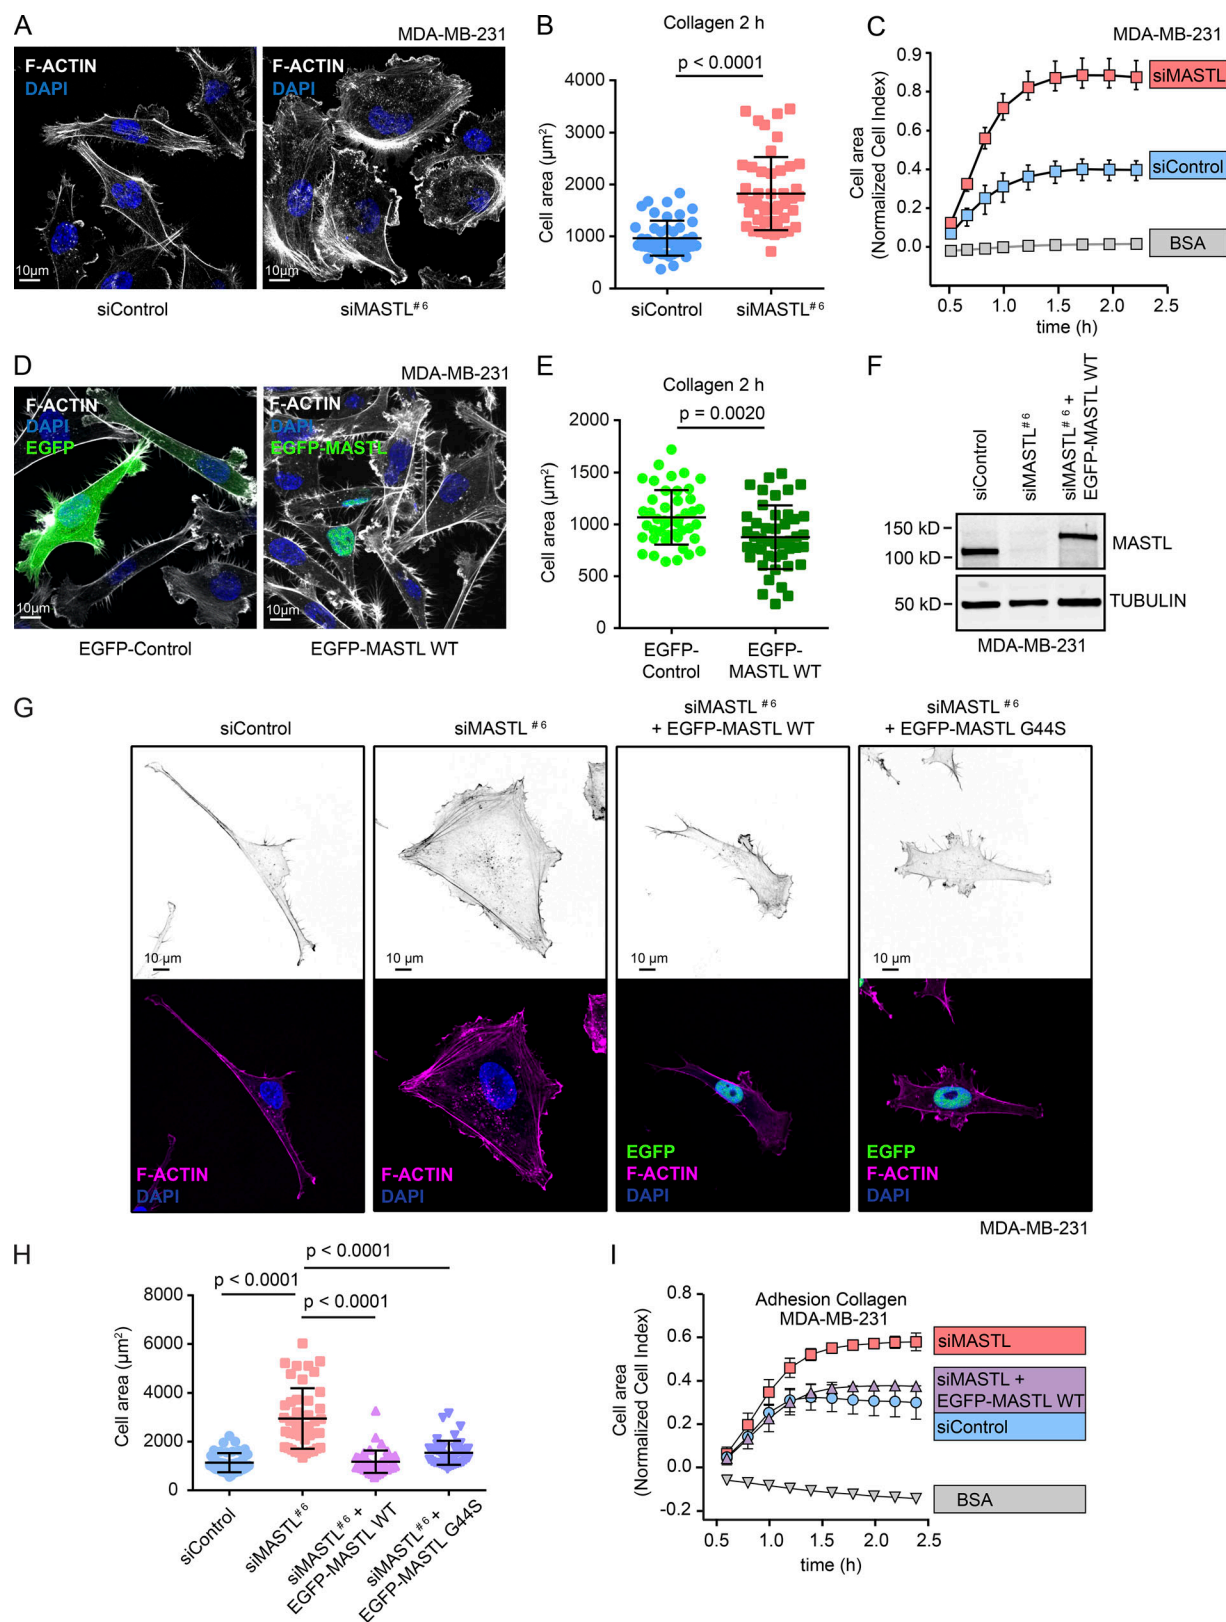 A
MDA-MB-231
F-ACTIN
DAPI
10µm
siControl
F-ACTIN
DAPI
10µm
siMASTL#6
B
Collagen 2 h
p < 0.0001
Cell area (µm²)
4000
3000
2000
1000
0
siControl
siMASTL#6
C
MDA-MB-231
Cell area
(Normalized Cell Index)
0.9
0.8
0.6
0.4
0.2
0.0
siMASTL
siControl
BSA
0.5
1.0
1.5
2.0
2.5
time (h)
D
MDA-MB-231
F-ACTIN
DAPI
EGFP
10µm
EGFP-Control
F-ACTIN
DAPI
EGFP-MASTL
10µm
EGFP-MASTL WT
E
Collagen 2 h
p = 0.0020
Cell area (µm²)
2000
1500
1000
500
0
EGFP-
Control
EGFP-
MASTL WT
F
siControl
siMASTL#6
siMASTL#6 +
EGFP-MASTL WT
150 kD
100 kD
MASTL
50 kD
TUBULIN
MDA-MB-231
G
siControl
siMASTL #6
siMASTL #6
+ EGFP-MASTL WT
siMASTL #6
+ EGFP-MASTL G44S
10 µm
10 µm
10 µm
10 µm
F-ACTIN
DAPI
F-ACTIN
DAPI
EGFP
F-ACTIN
DAPI
EGFP
F-ACTIN
DAPI
MDA-MB-231
H
p < 0.0001
p < 0.0001
p < 0.0001
Cell area (µm²)
8000
6000
4000
2000
0
siControl
siMASTL#6
siMASTL#6 +
EGFP-MASTL WT
siMASTL#6 +
EGFP-MASTL G44S
I
Adhesion Collagen
MDA-MB-231
Cell area
(Normalized Cell Index)
0.8
0.6
0.4
0.2
0.0
-0.2
siMASTL
siMASTL +
EGFP-MASTL WT
siControl
BSA
0.5
1.0
1.5
2.0
2.5
time (h)